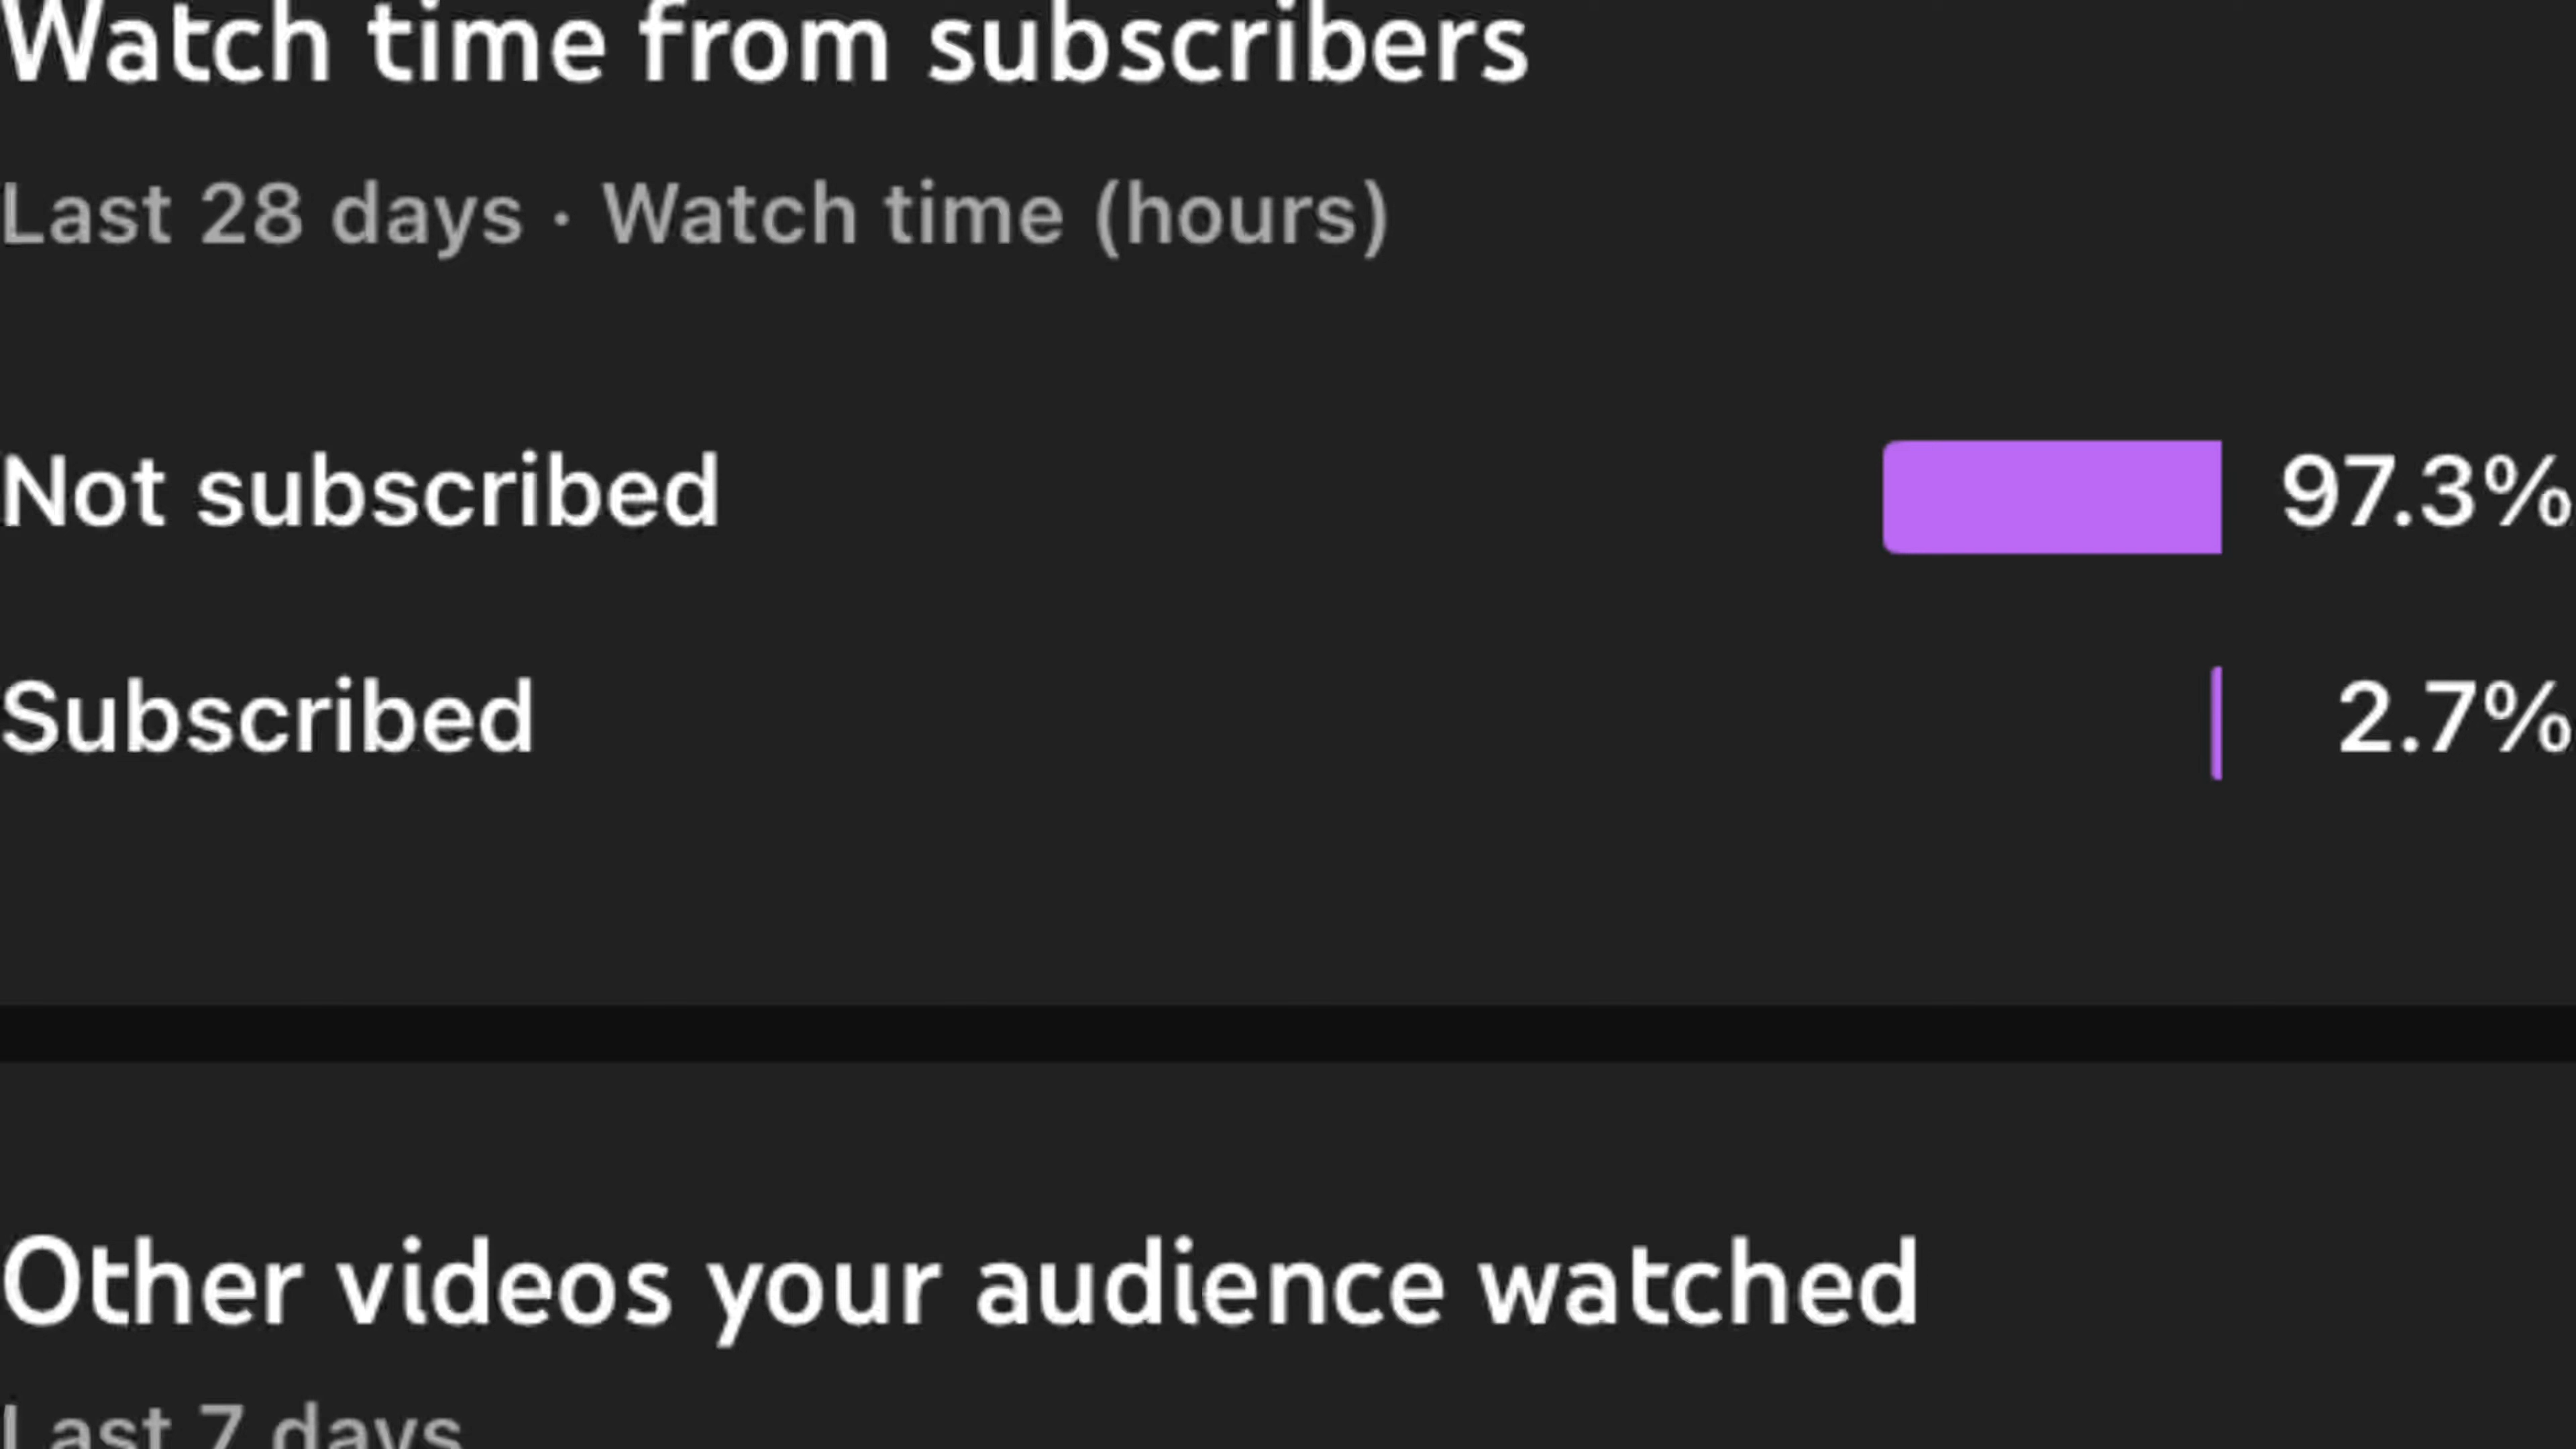 Watch time from subscribers
Last 28 days · Watch time (hours)
Not subscribed 97.3%
Subscribed 2.7%
Other videos your audience watched
Last 7 days